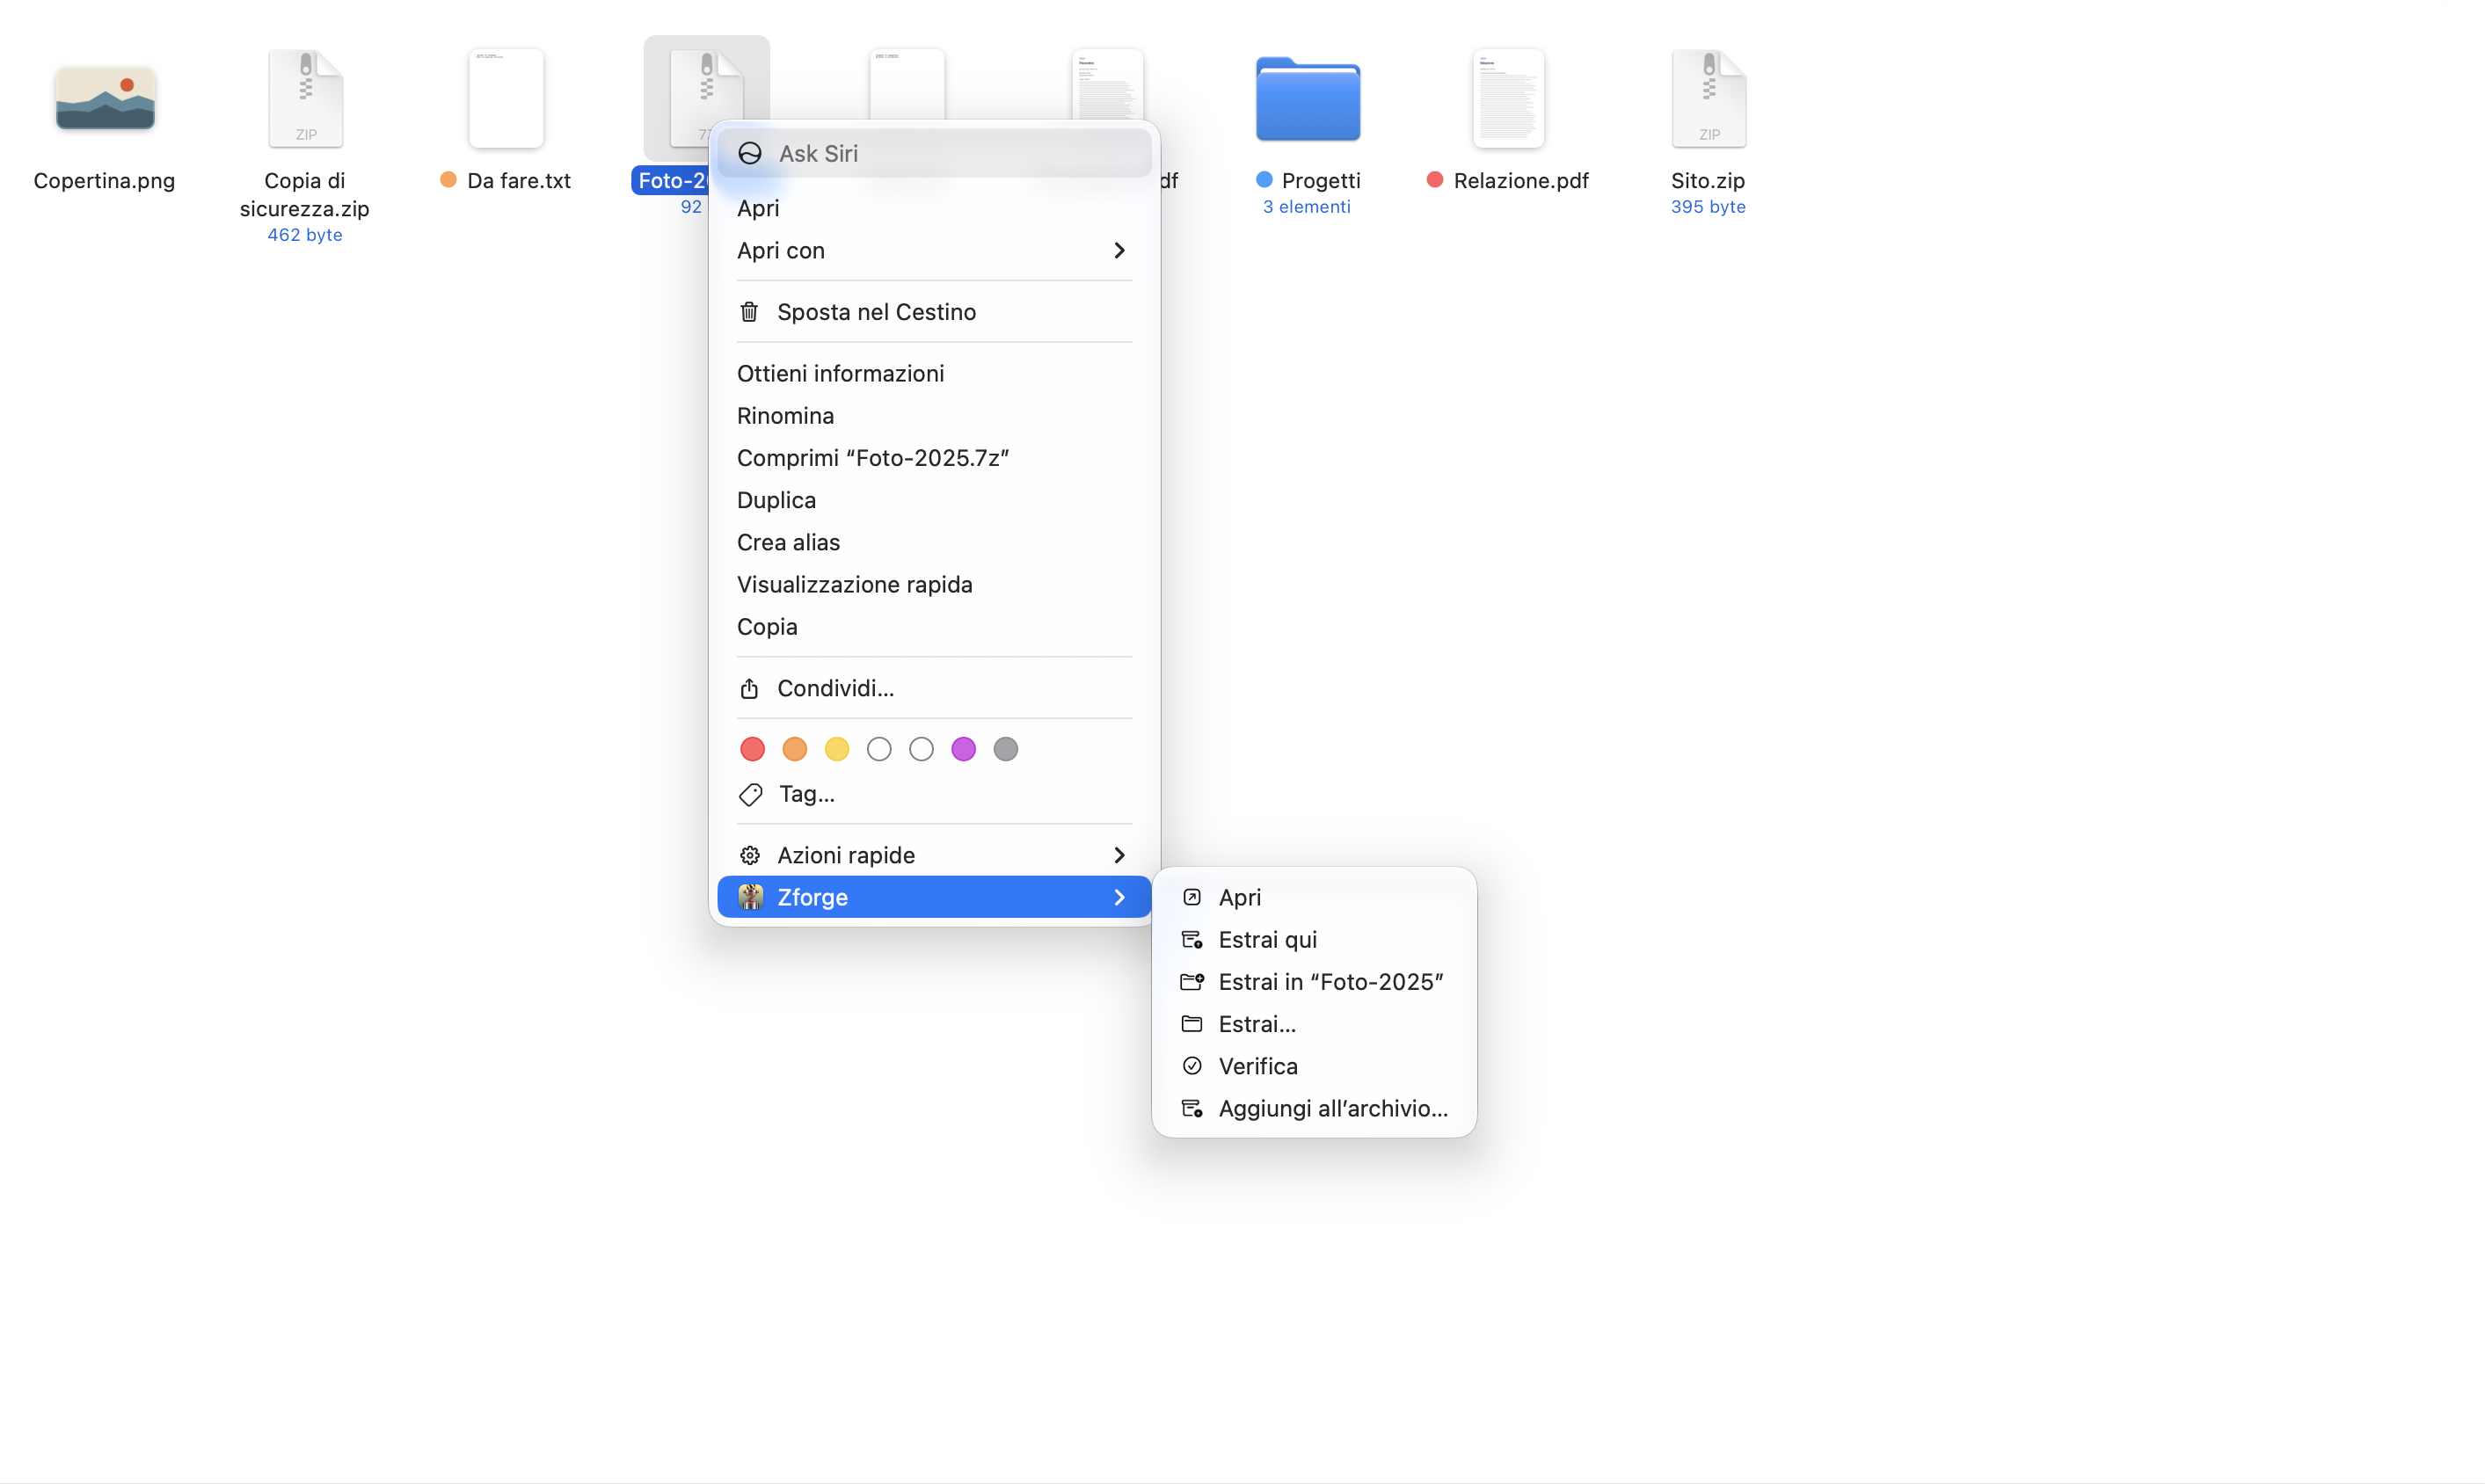 ZIP
ZIP
Copertina.png
Copia di
sicurezza.zip
462 byte
Da fare.txt
92
Progetti
3 elementi
Relazione.pdf
Sito.zip
395 byte
Ask Siri
Apri
Apri con
Sposta nel Cestino
Ottieni informazioni
Rinomina
Comprimi “Foto-2025.7z”
Duplica
Crea alias
Visualizzazione rapida
Copia
Condividi...
Tag...
Azioni rapide
Zforge
Apri
Estrai qui
Estrai in “Foto-2025”
Estrai...
Verifica
Aggiungi all’archivio...